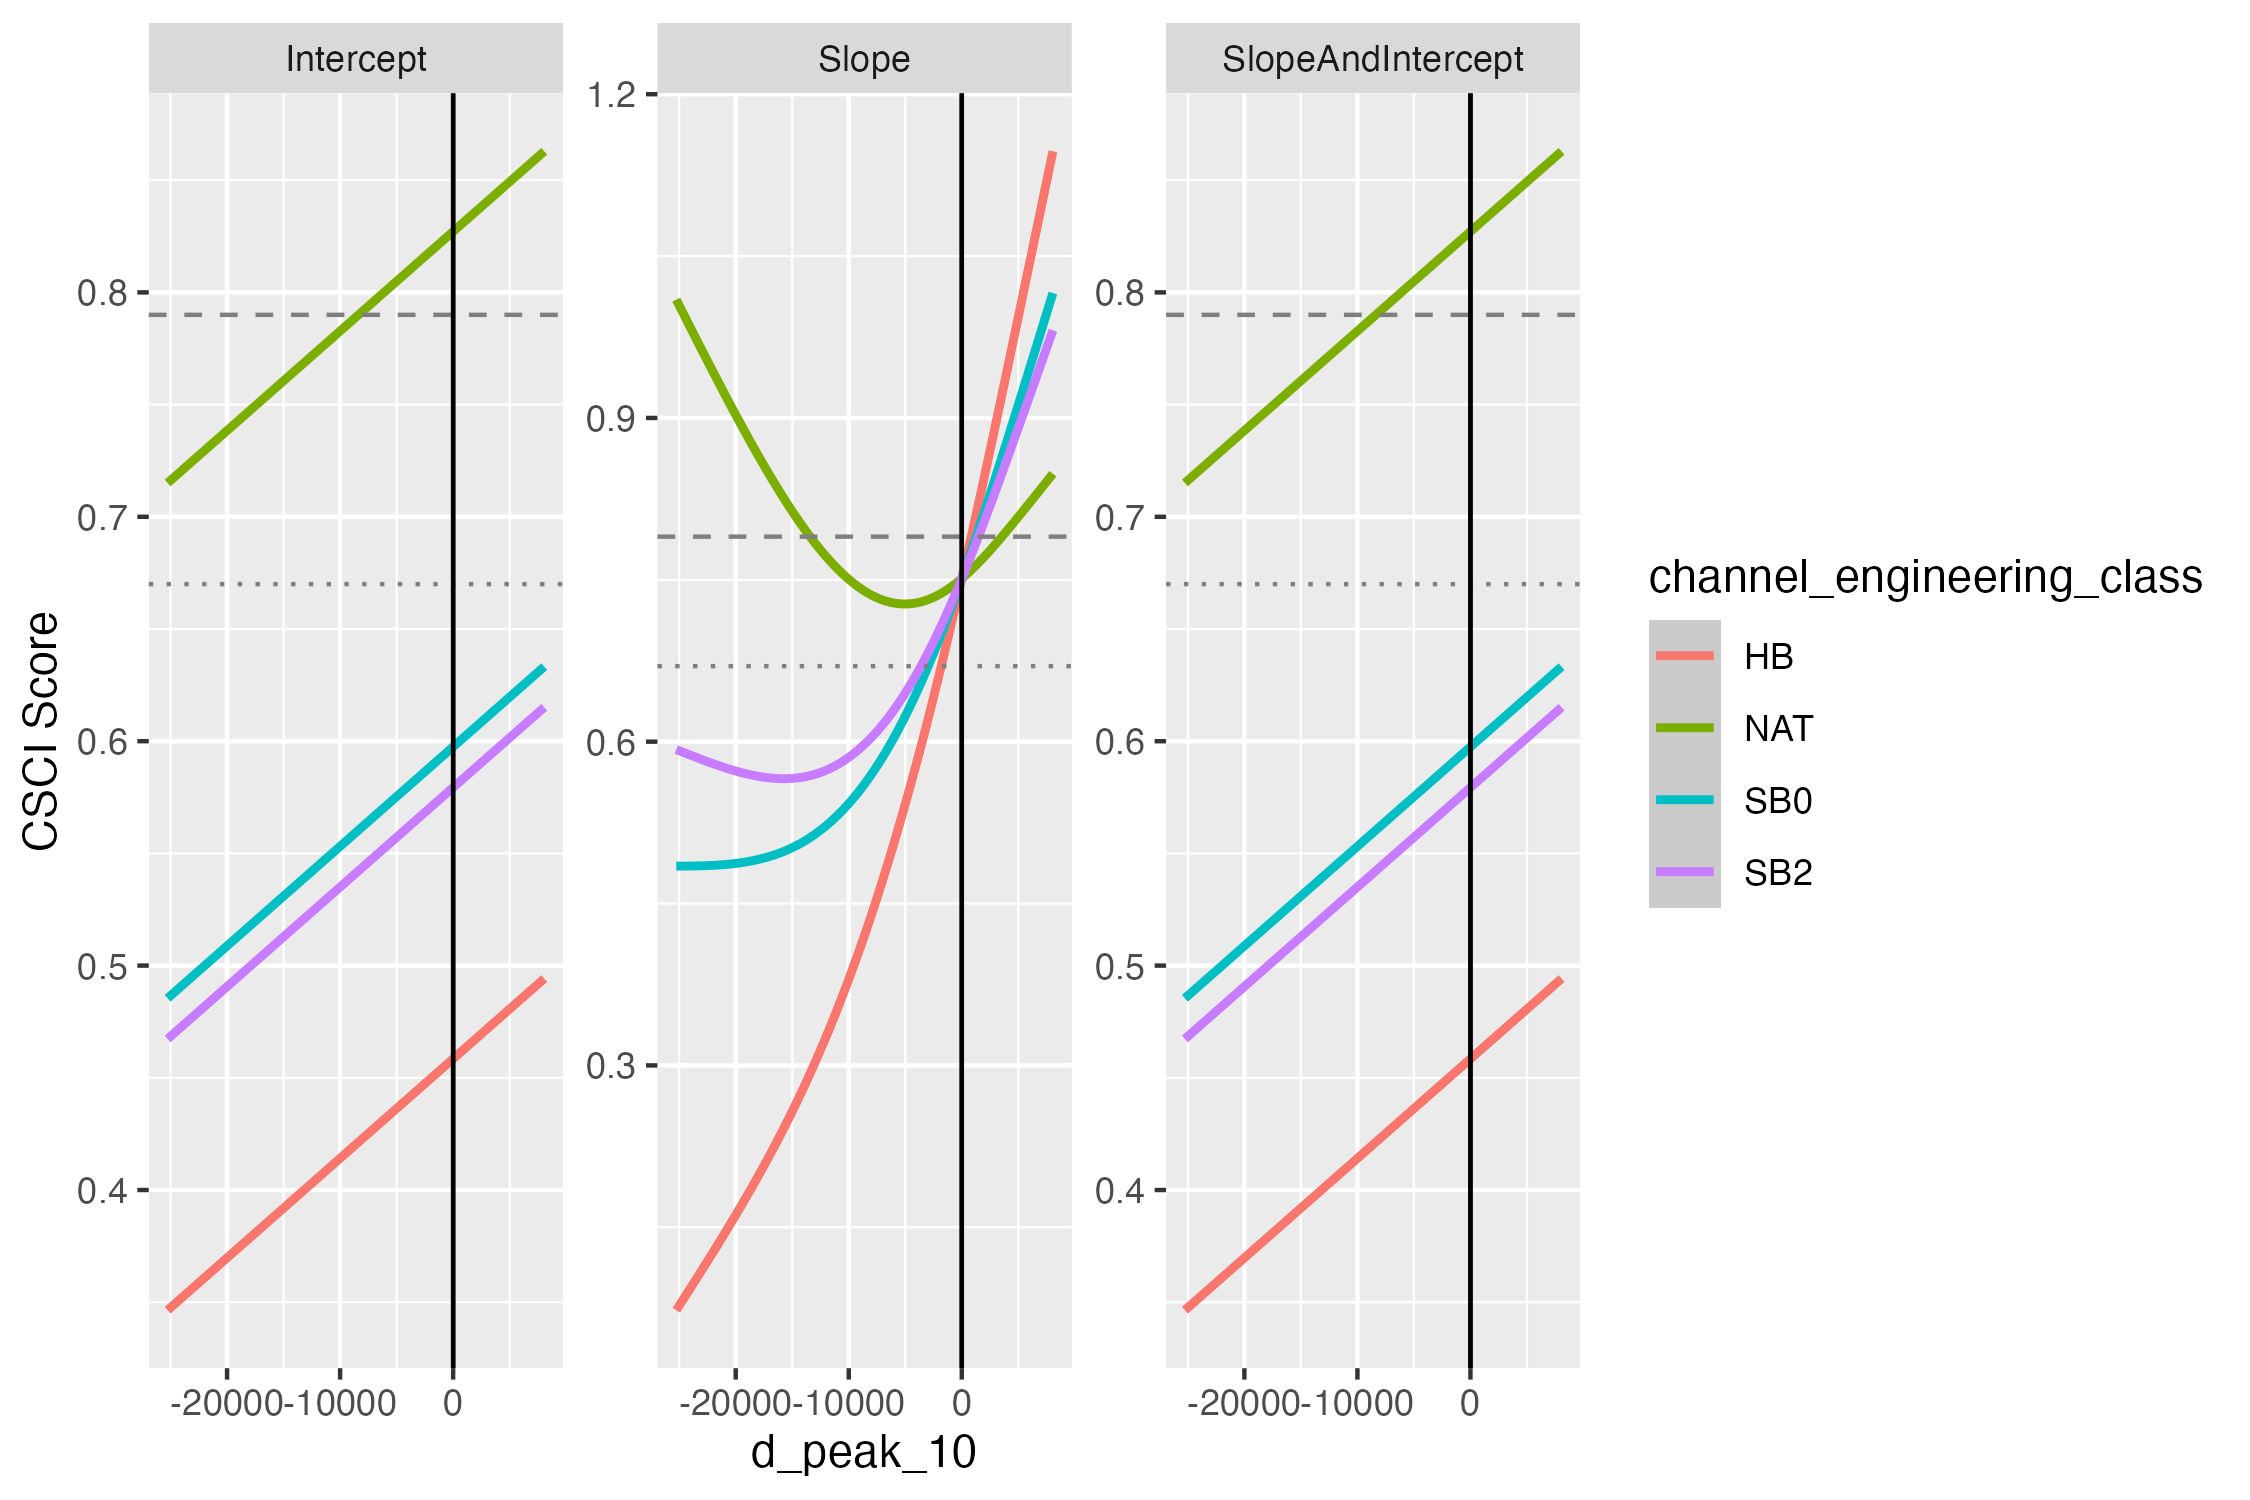 Intercept
Slope
SlopeAndIntercept
CSCI Score
0.8
0.7
0.6
0.5
0.4
1.2
0.9
0.6
0.3
0.8
0.7
0.6
0.5
0.4
-20000 -10000 0
-20000 -10000 0
-20000 -10000 0
d_peak_10
channel_engineering_class
HB
NAT
SB0
SB2